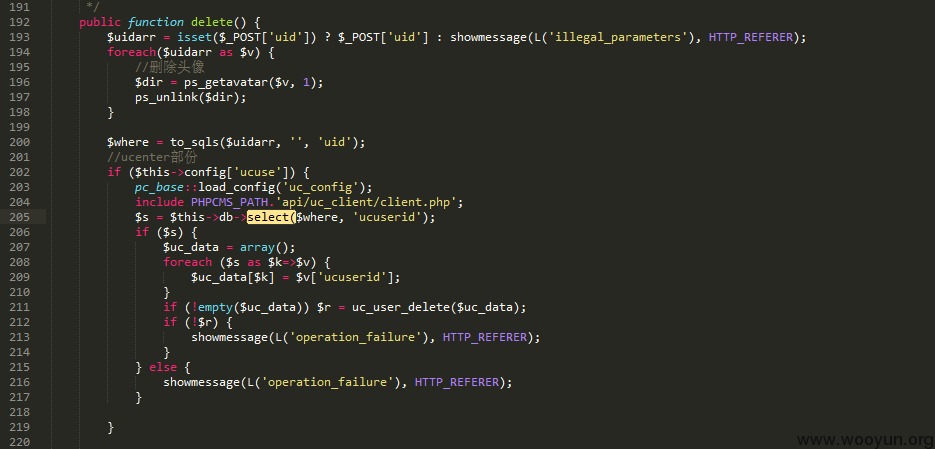 191 */
192 public function delete() {
193 $uidarr = isset($_POST['uid']) ? $_POST['uid'] : showmessage(L('illegal_parameters'), HTTP_REFERER);
194 foreach($uidarr as $v) {
195 //删除头像
196 $dir = ps_getavatar($v, 1);
197 ps_unlink($dir);
198 }
199
200 $where = to_sqls($uidarr, '', 'uid');
201 //ucenter部份
202 if ($this->config['ucuse']) {
203 pc_base::load_config('uc_config');
204 include PHPCMS_PATH.'api/uc_client/client.php';
205 $s = $this->db->select($where, 'ucuserid');
206 if ($s) {
207 $uc_data = array();
208 foreach ($s as $k=>$v) {
209 $uc_data[$k] = $v['ucuserid'];
210 }
211 if (!empty($uc_data)) $r = uc_user_delete($uc_data);
212 if (!$r) {
213 showmessage(L('operation_failure'), HTTP_REFERER);
214 }
215 } else {
216 showmessage(L('operation_failure'), HTTP_REFERER);
217 }
218
219 }
220
www.wooyun.org